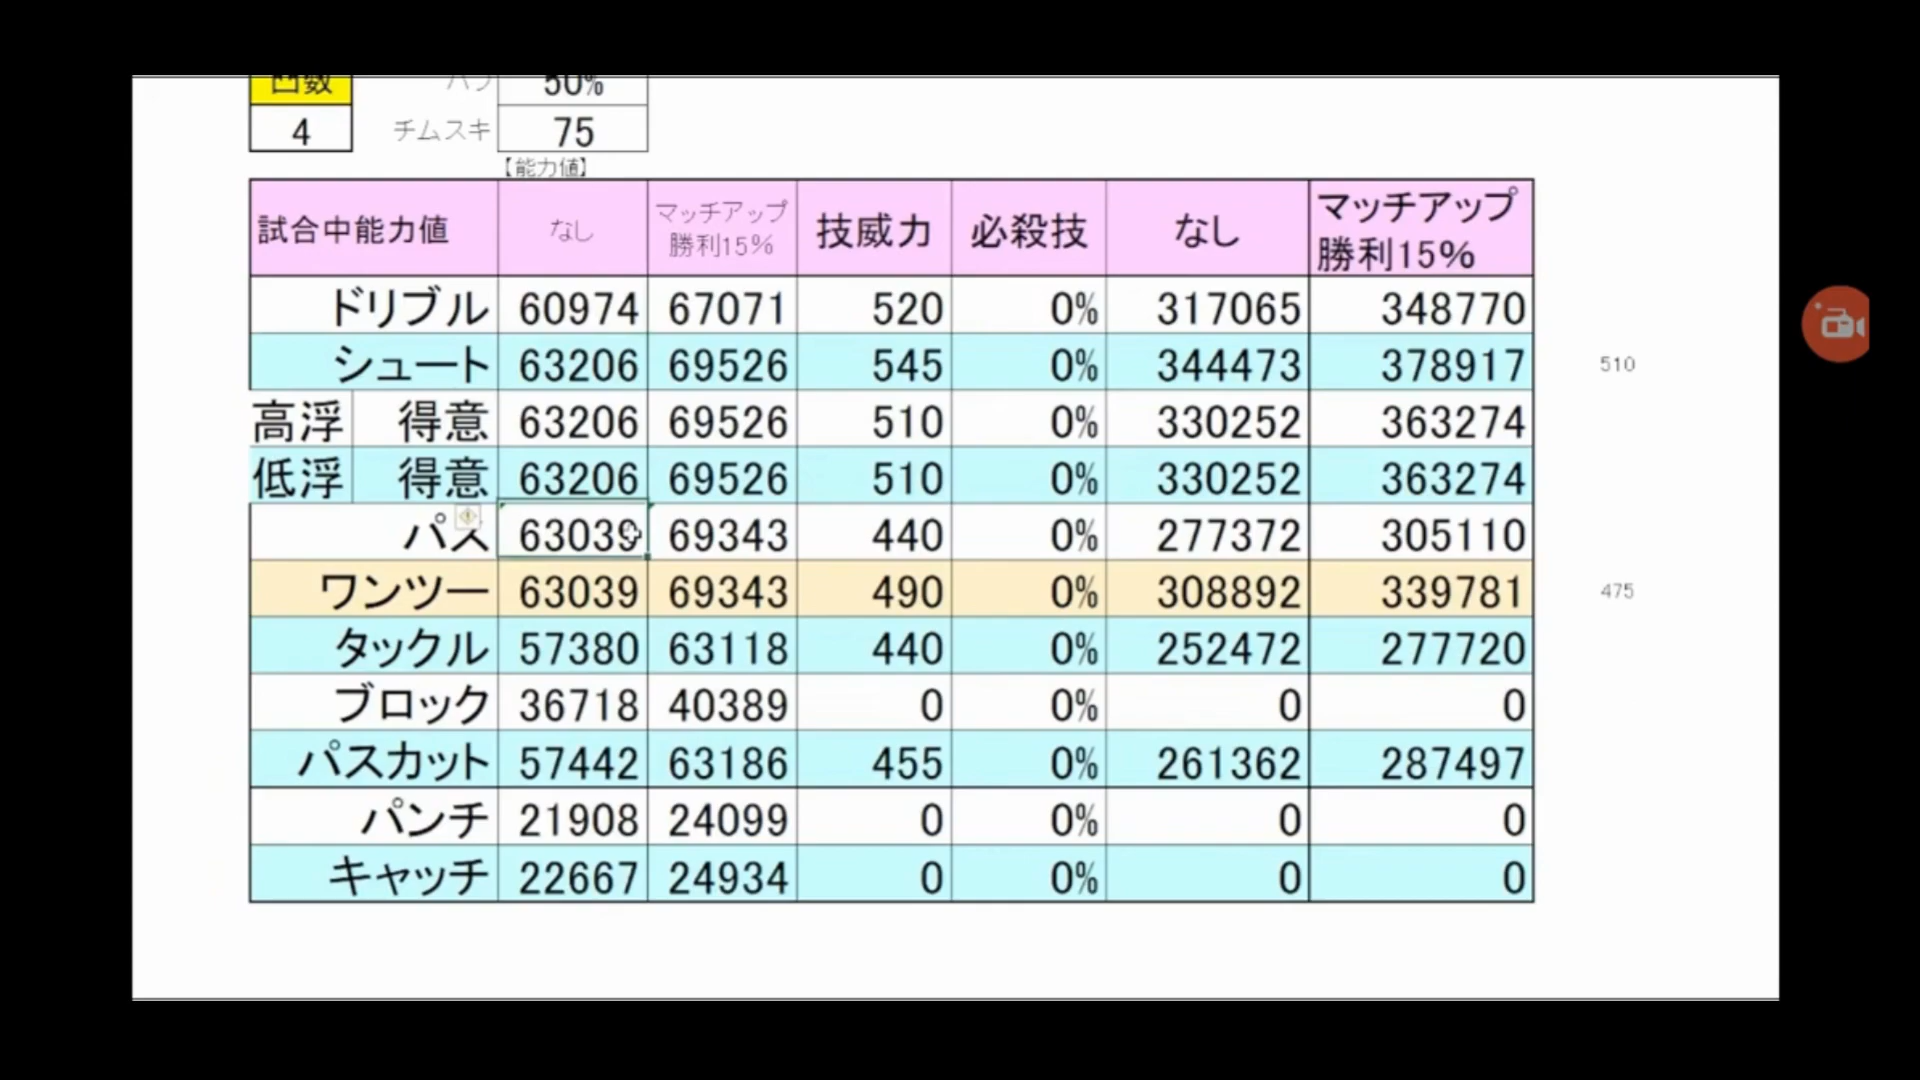 凸数 バフ 50%
4 チムスキ 75
【能力値】
試合中能力値 なし マッチアップ 技威力 必殺技 なし マッチアップ
勝利15% 勝利15%
ドリブル 60974 67071 520 0% 317065 348770
シュート 63206 69526 545 0% 344473 378917 510
高浮 得意 63206 69526 510 0% 330252 363274
低浮 得意 63206 69526 510 0% 330252 363274
パス 63039 69343 440 0% 277372 305110
ワンツー 63039 69343 490 0% 308892 339781 475
タックル 57380 63118 440 0% 252472 277720
ブロック 36718 40389 0 0% 0 0
パスカット 57442 63186 455 0% 261362 287497
パンチ 21908 24099 0 0% 0 0
キャッチ 22667 24934 0 0% 0 0